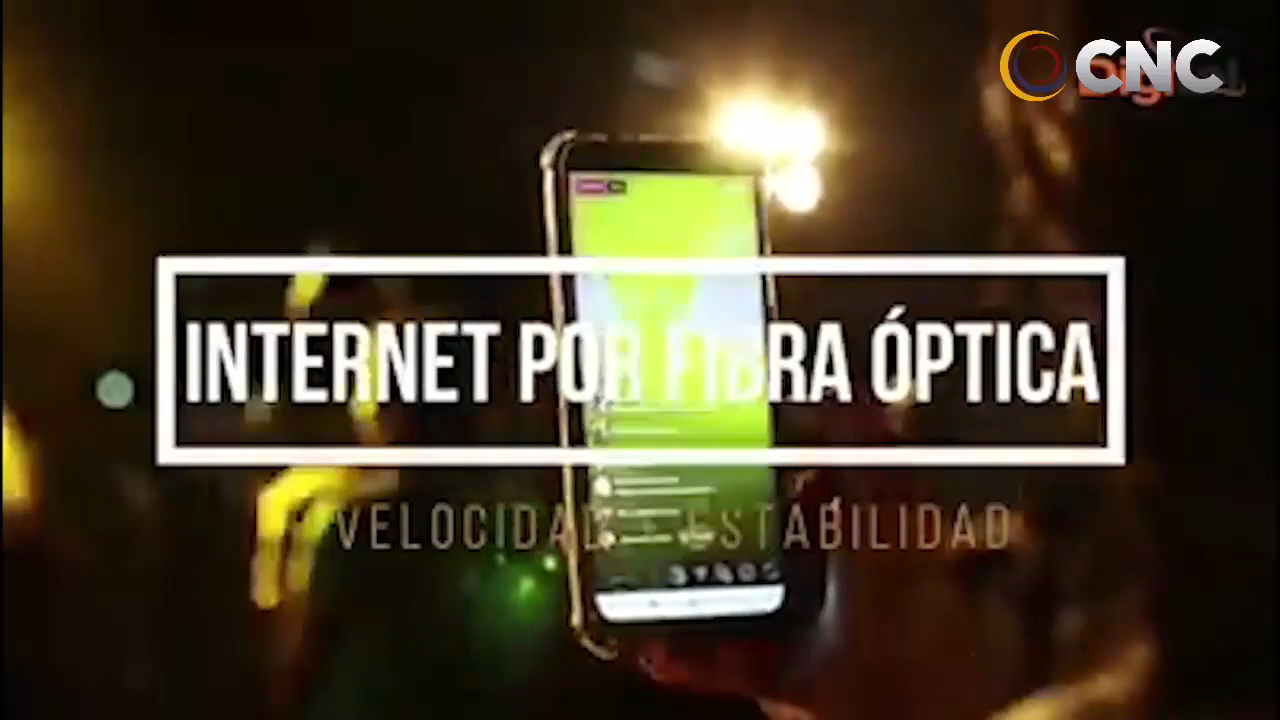 CNC
INTERNET POR FIBRA ÓPTICA
VELOCIDAD Y ESTABILIDAD